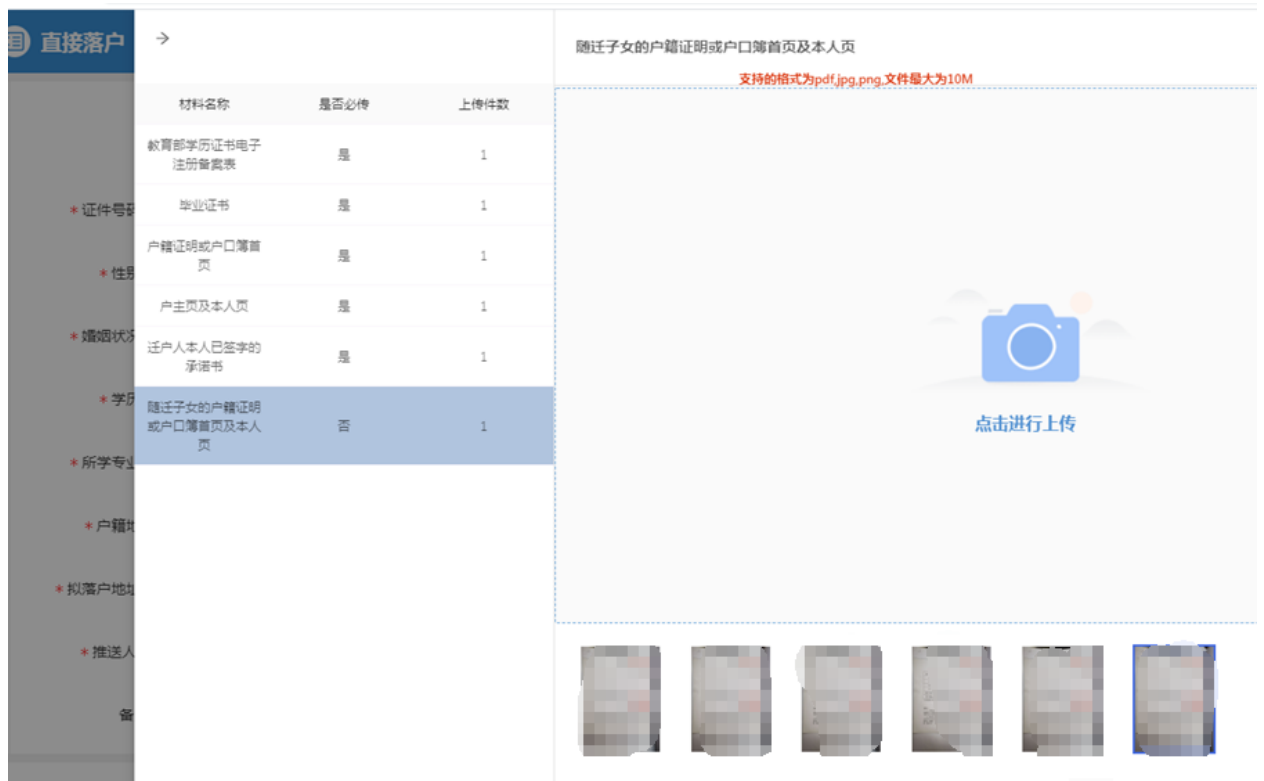 直接落户
随迁子女的户籍证明或户口簿首页及本人页
支持的格式为pdf,jpg,png,文件最大为10M
材料名称 是否必传 上传件数
教育部学历证书电子
注册备案表 是 1
毕业证书 是 1
户籍证明或户口簿首
页 是 1
户主页及本人页 是 1
迁户人本人已签字的
承诺书 是 1
随迁子女的户籍证明
或户口簿首页及本人
页 否 1
*证件号码
*性别
*婚姻状况
*学历
*所学专业
*户籍地
*拟落户地址
*推送人
备
点击进行上传